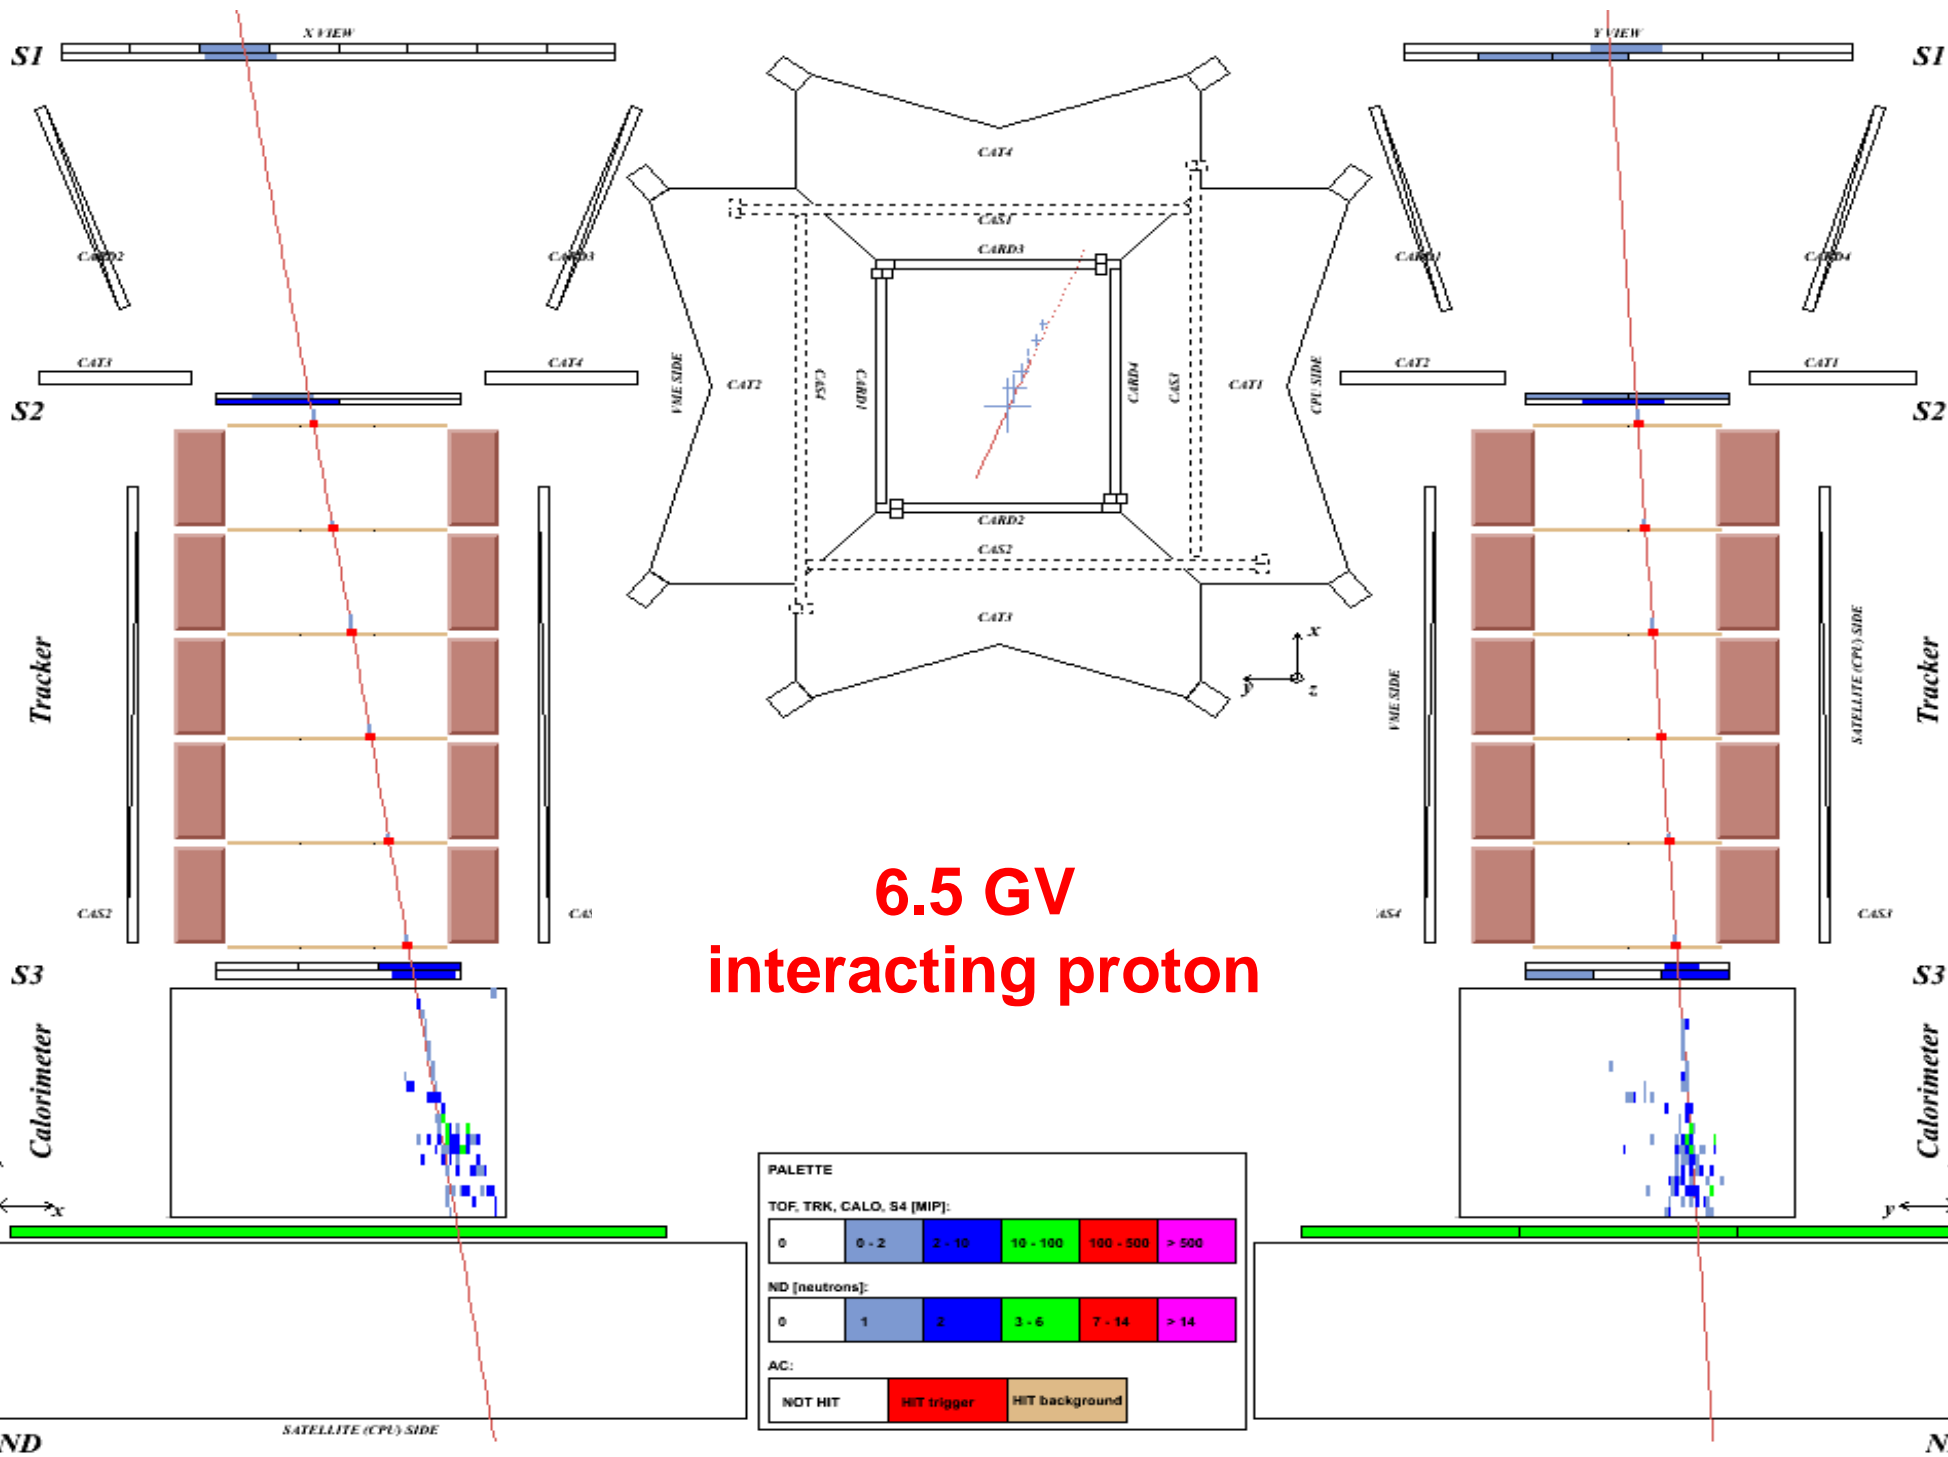 X VIEW
Y VIEW
S1
S1
CAT4
CAS1
CARD3
CARD2
CARD3
CARD1
CARD4
CAT3
CAT4
VME SIDE
CAT2
CAS4
CARD1
CARD4
CAS3
CAT1
CPU SIDE
CAT2
CAT1
S2
S2
CARD2
CAS2
CAT3
x
y
z
Tracker
VME SIDE
SATELLITE (CPU) SIDE
Tracker
6.5 GV
interacting proton
CAS2
CAS
AS4
CAS3
S3
S3
Calorimeter
Calorimeter
x
y
PALETTE
TOF, TRK, CALO, S4 [MIP]:
0 0 - 2 2 - 10 10 - 100 100 - 500 > 500
ND [neutrons]:
0 1 2 3 - 6 7 - 14 > 14
AC:
NOT HIT HIT trigger HIT background
SATELLITE (CPU) SIDE
ND
N